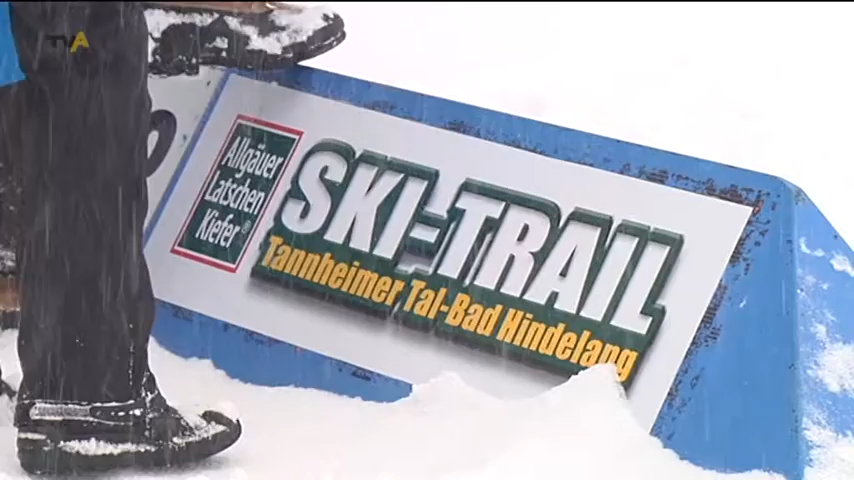 TVA
Allgäuer
Latschen
Kiefer®
SKI-TRAIL
Tannheimer Tal-Bad Hindelang